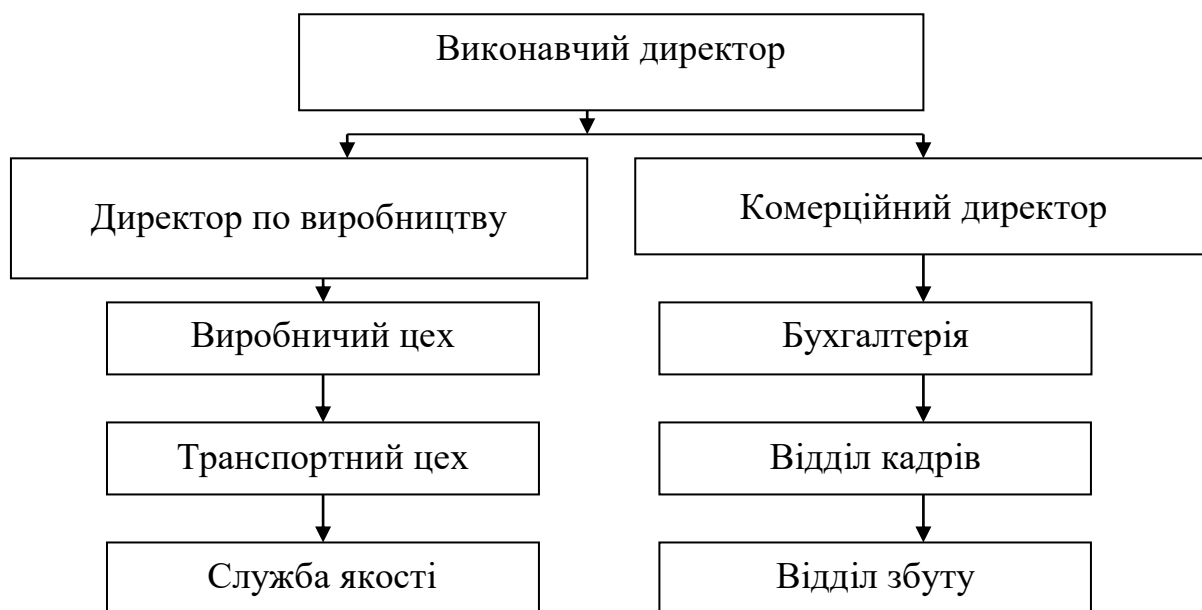 Виконавчий директор
Директор по виробництву
Комерційний директор
Виробничий цех
Бухгалтерія
Транспортний цех
Відділ кадрів
Служба якості
Відділ збуту